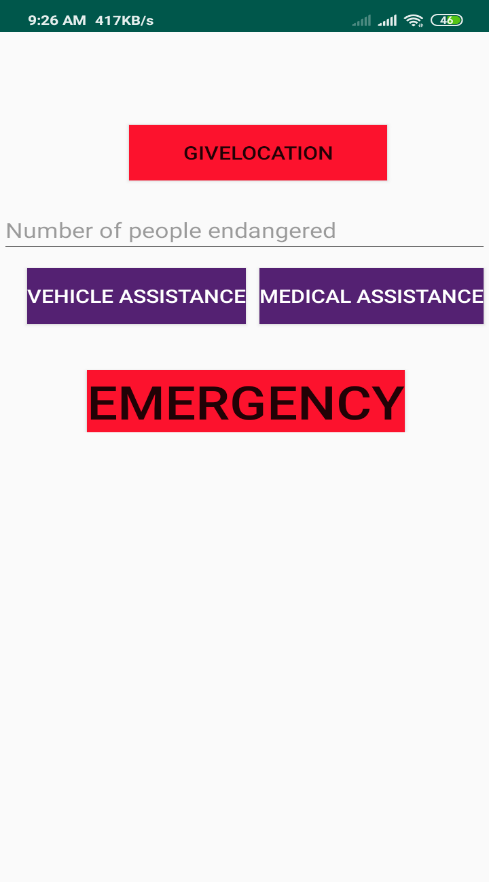 9:26 AM 417KB/s 46
GIVELOCATION
Number of people endangered
VEHICLE ASSISTANCE MEDICAL ASSISTANCE
EMERGENCY